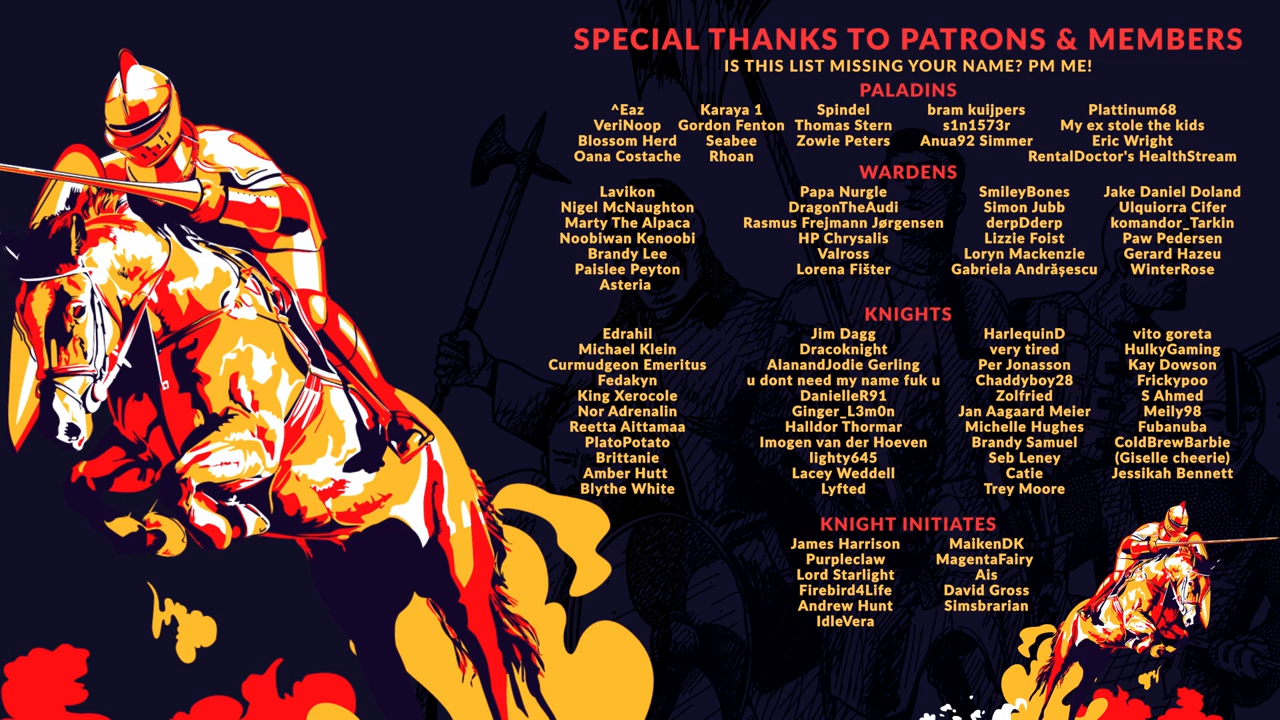 SPECIAL THANKS TO PATRONS & MEMBERS
IS THIS LIST MISSING YOUR NAME? PM ME!
PALADINS
^Eaz Karaya 1 Spindel bram kuijpers Plattinum68
VeriNoop Gordon Fenton Thomas Stern s1n1573r My ex stole the kids
Blossom Herd Seabee Zowie Peters Anua92 Simmer Eric Wright
Oana Costache Rhoan RentalDoctor's HealthStream
WARDENS
Lavikon Papa Nurgle SmileyBones Jake Daniel Doland
Nigel McNaughton DragonTheAudi Simon Jubb Ulquiorra Cifer
Marty The Alpaca Rasmus Frejmann Jørgensen derpDderp komandor_Tarkin
Noobiwan Kenoobi HP Chrysalis Lizzie Foist Paw Pedersen
Brandy Lee Valross Loryn Mackenzie Gerard Hazeu
Paislee Peyton Lorena Fišter Gabriela Andrășescu WinterRose
Asteria
KNIGHTS
Edrahil Jim Dagg HarlequinD vito goreta
Michael Klein Dracoknight very tired HulkyGaming
Curmudgeon Emeritus AlanandJodie Gerling Per Jonasson Kay Dowson
Fedakyn u dont need my name fuk u Chaddyboy28 Frickypoo
King Xerocole DanielleR91 Zolfried S Ahmed
Nor Adrenalin Ginger_L3m0n Jan Aagaard Meier Meily98
Reetta Aittamaa Halldor Thormar Michelle Hughes Fubanuba
PlatoPotato Imogen van der Hoeven Brandy Samuel ColdBrewBarbie
Brittanie lighty645 Seb Leney (Giselle cheerie)
Amber Hutt Lacey Weddell Catie Jessikah Bennett
Blythe White Lyfted Trey Moore
KNIGHT INITIATES
James Harrison MaikenDK
Purpleclaw MagentaFairy
Lord Starlight Ais
Firebird4Life David Gross
Andrew Hunt Simsbrarian
IdleVera